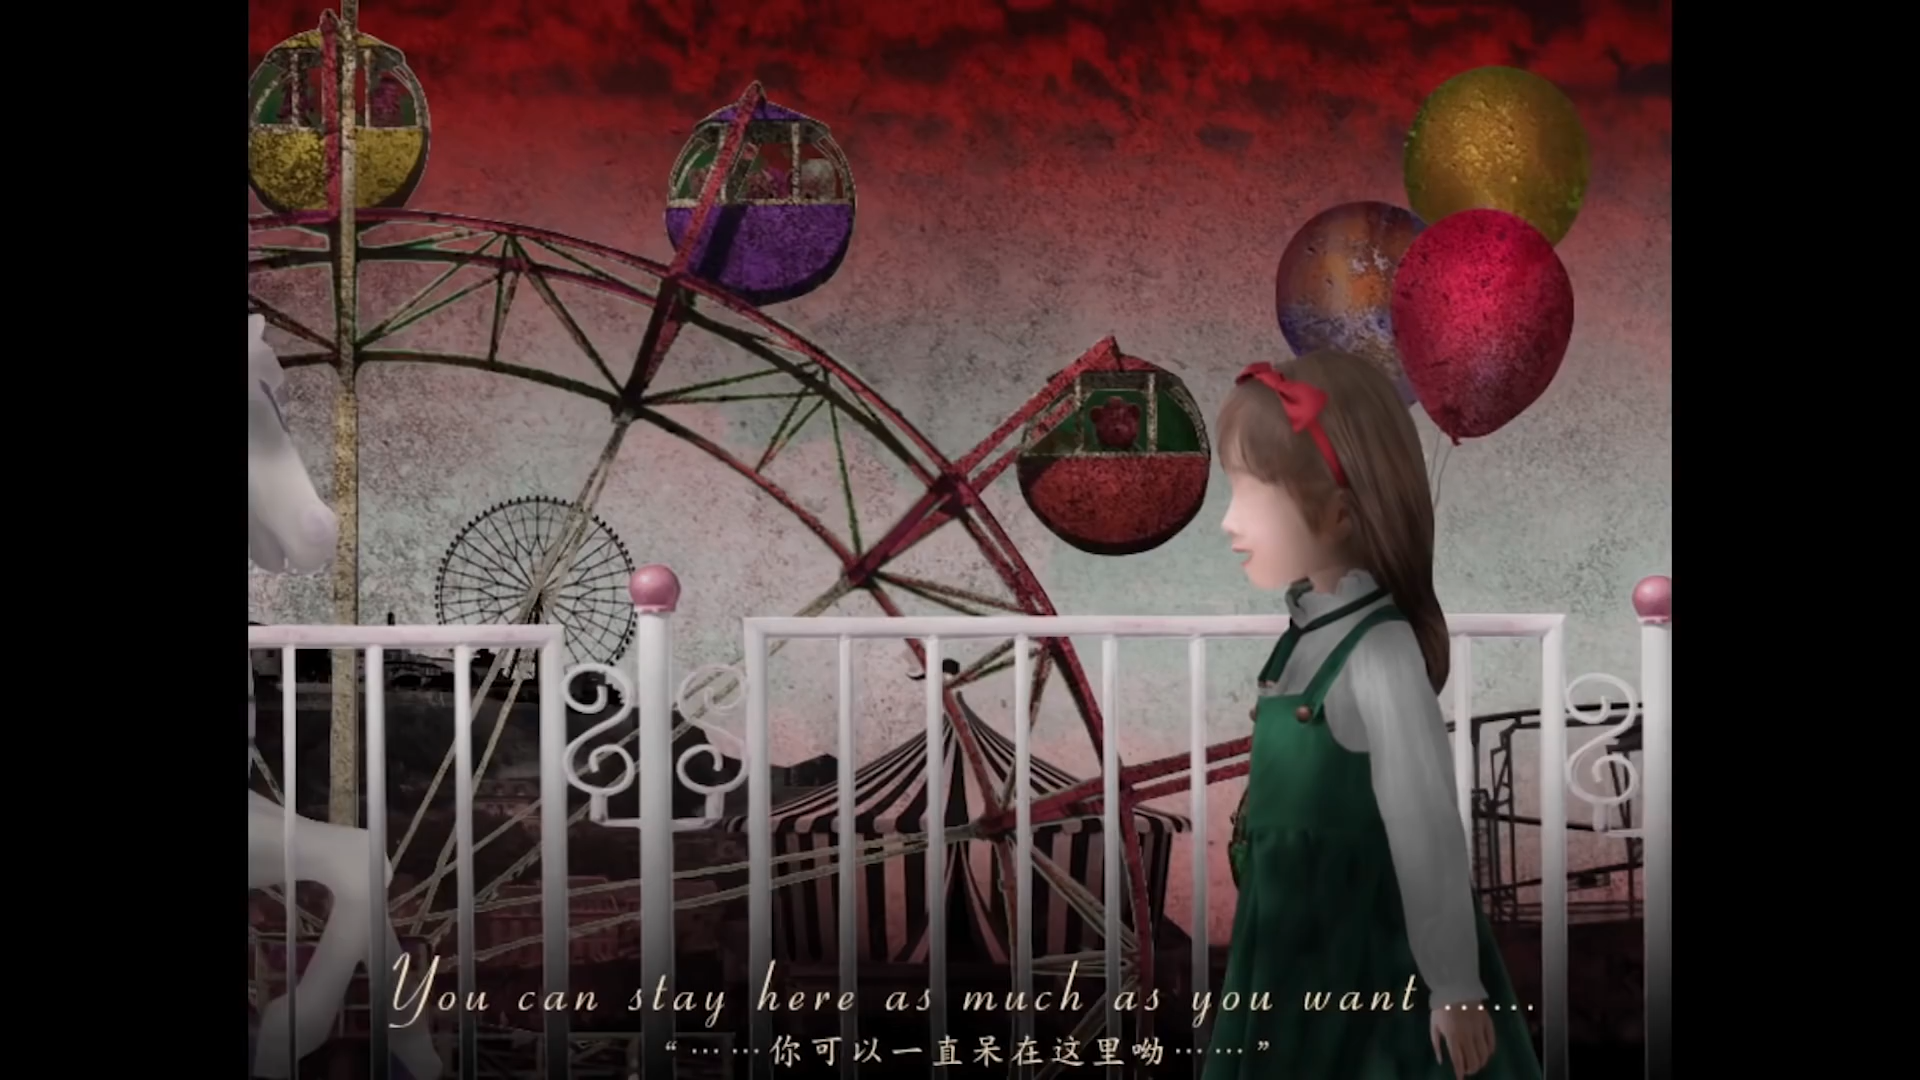 You can stay here as much as you want ......
“……你可以一直呆在这里呦……”